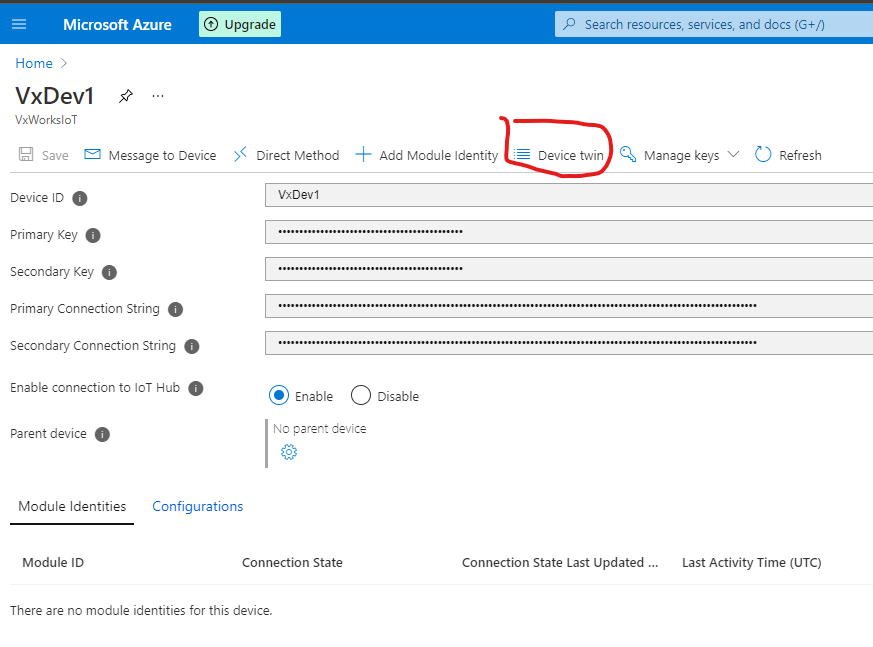 Microsoft Azure Upgrade Search resources, services, and docs (G+/)
Home
VxDev1 ...
VxWorksIoT
Save Message to Device Direct Method Add Module Identity Device twin Manage keys Refresh
Device ID VxDev1
Primary Key ••••••••••••••••••••••••••••••••••••••••••••
Secondary Key ••••••••••••••••••••••••••••••••••••••••••••
Primary Connection String
Secondary Connection String
Enable connection to IoT Hub Enable Disable
Parent device No parent device
Module Identities Configurations
Module ID Connection State Connection State Last Updated ... Last Activity Time (UTC)
There are no module identities for this device.